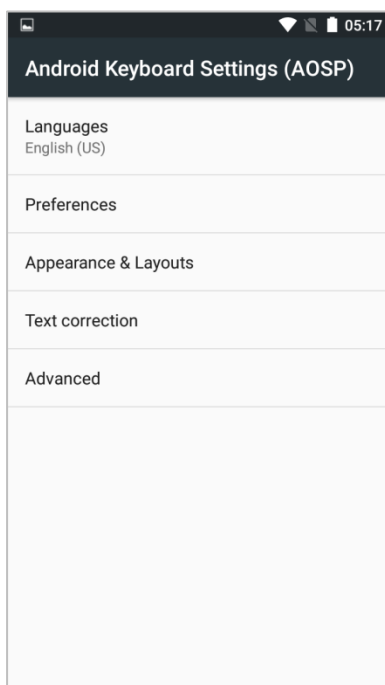 05:17
Android Keyboard Settings (AOSP)
Languages
English (US)
Preferences
Appearance & Layouts
Text correction
Advanced